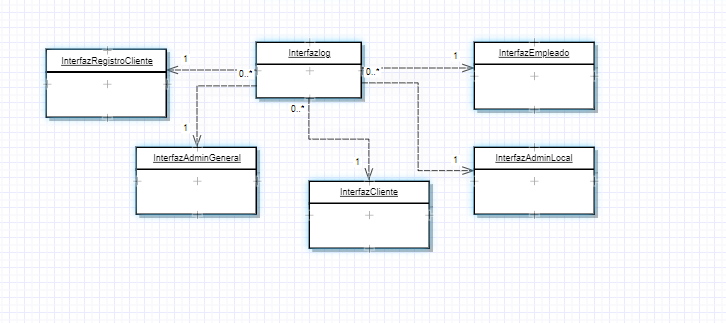 InterfazRegistroCliente
1
0..*
Interfazlog
0..*
1
InterfazEmpleado
0..*
1
InterfazAdminGeneral
1
InterfazCliente
1
InterfazAdminLocal